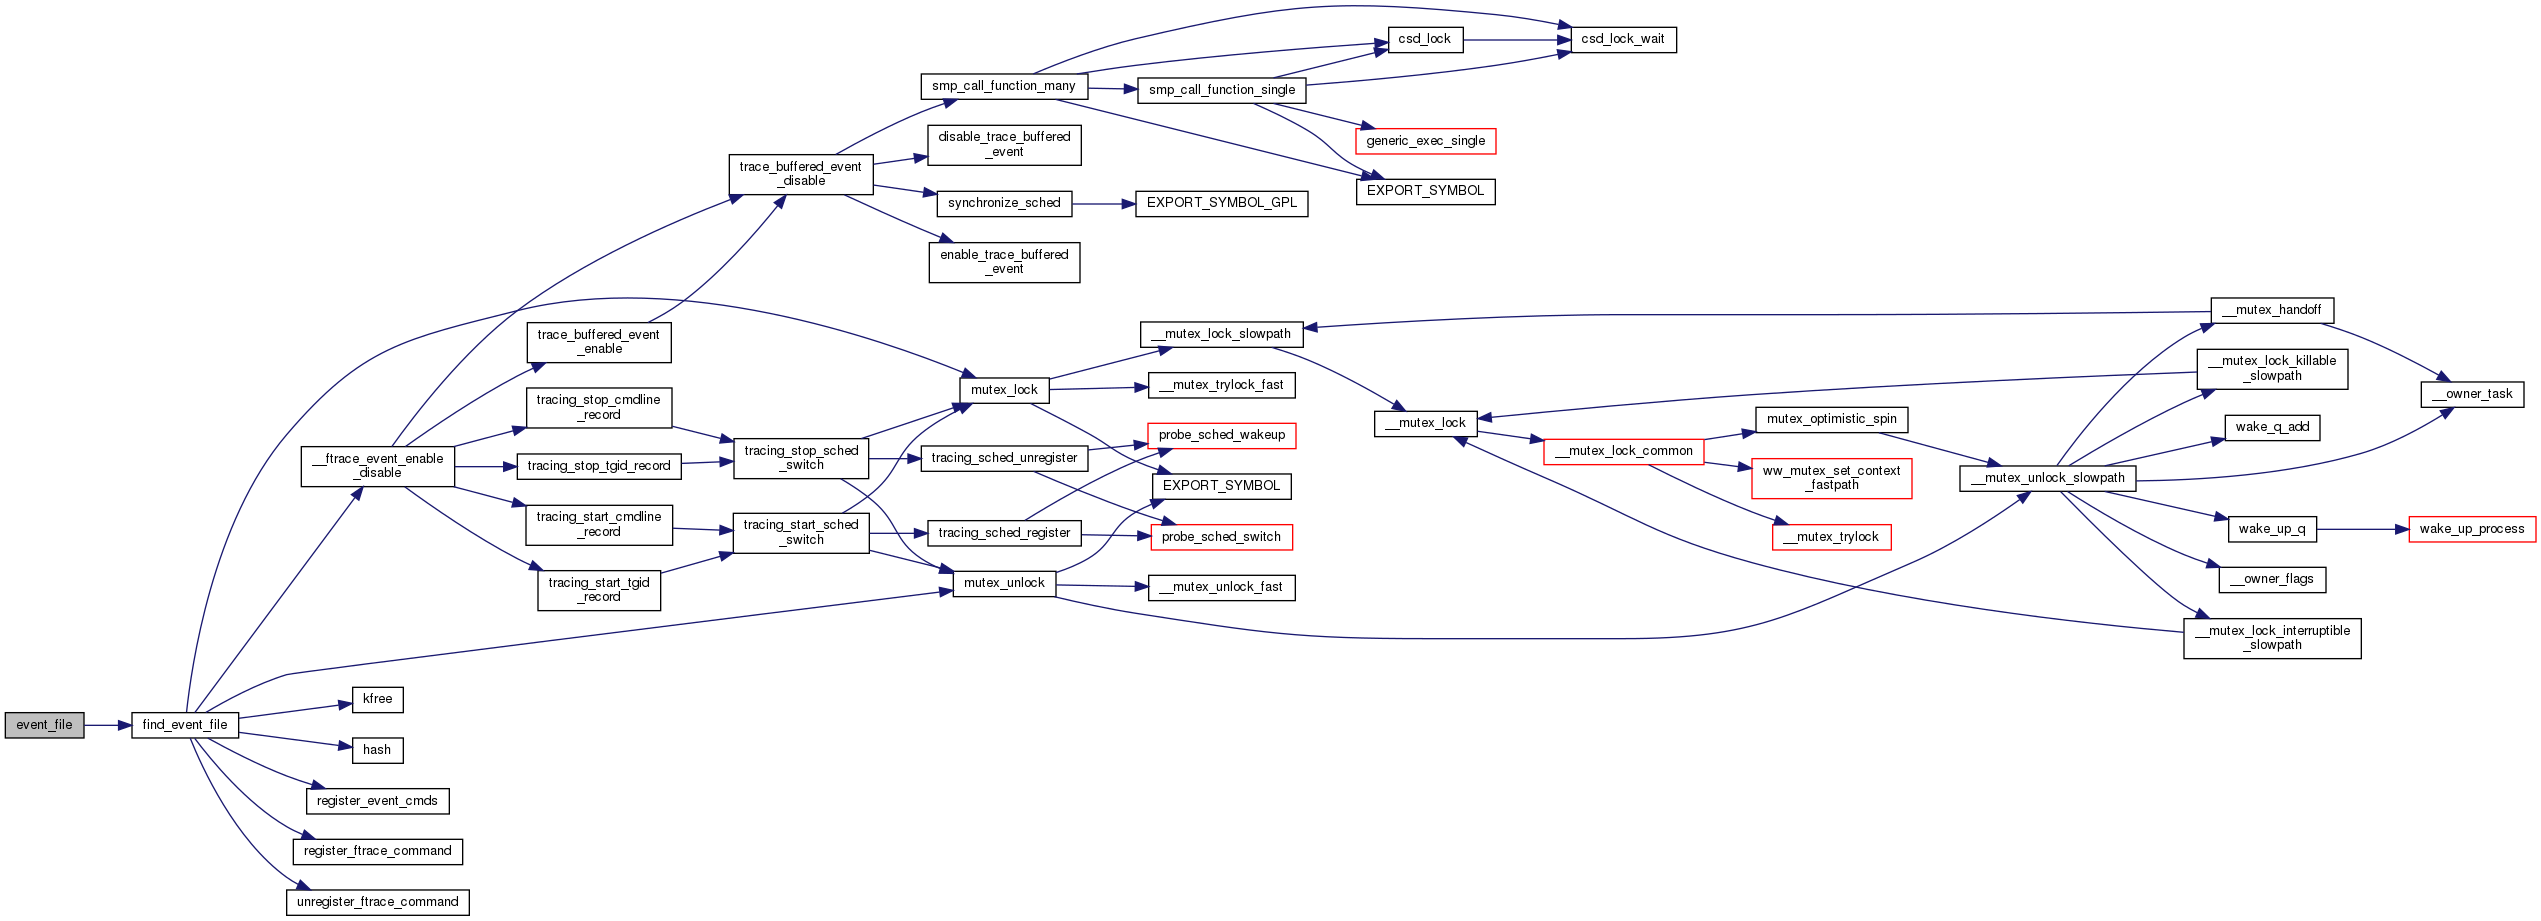 event_file
find_event_file
__ftrace_event_enable
_disable
kfree
hash
register_event_cmds
register_ftrace_command
unregister_ftrace_command
trace_buffered_event
_enable
tracing_stop_cmdline
_record
tracing_stop_tgid_record
tracing_start_cmdline
_record
tracing_start_tgid
_record
trace_buffered_event
_disable
tracing_stop_sched
_switch
tracing_start_sched
_switch
smp_call_function_many
disable_trace_buffered
_event
synchronize_sched
enable_trace_buffered
_event
mutex_lock
tracing_sched_unregister
tracing_sched_register
mutex_unlock
smp_call_function_single
EXPORT_SYMBOL_GPL
__mutex_lock_slowpath
__mutex_trylock_fast
probe_sched_wakeup
EXPORT_SYMBOL
probe_sched_switch
__mutex_unlock_fast
csd_lock
generic_exec_single
EXPORT_SYMBOL
__mutex_lock
csd_lock_wait
__mutex_lock_common
mutex_optimistic_spin
ww_mutex_set_context
_fastpath
__mutex_trylock
__mutex_unlock_slowpath
__mutex_handoff
__mutex_lock_killable
_slowpath
wake_q_add
wake_up_q
__owner_flags
__mutex_lock_interruptible
_slowpath
__owner_task
wake_up_process